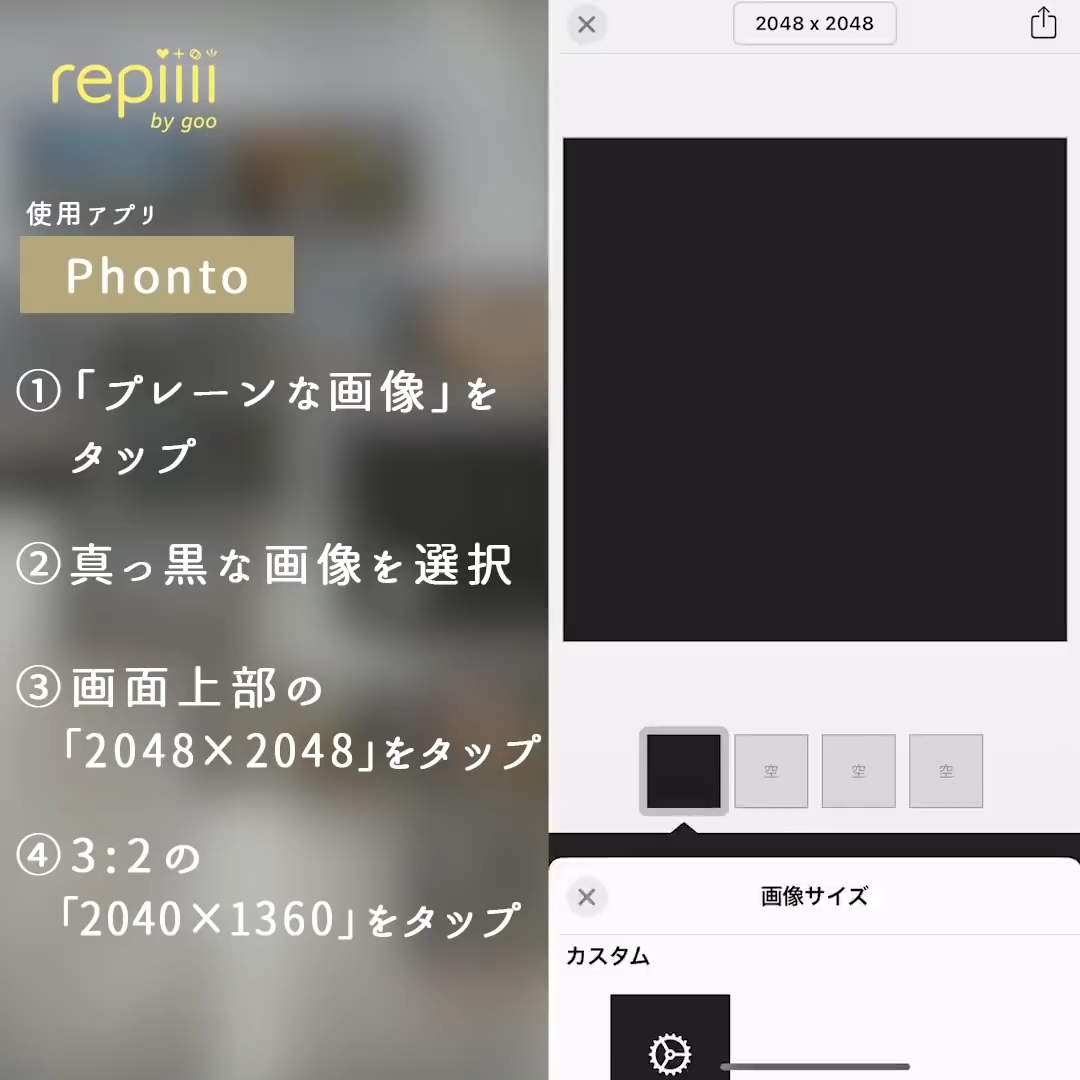 repiiii
by goo
使用アプリ
Phonto
①「プレーンな画像」を
タップ
②真っ黒な画像を選択
③画面上部の
「2048×2048」をタップ
④3:2の
「2040×1360」をタップ
2048 x 2048
空 空 空
画像サイズ
カスタム